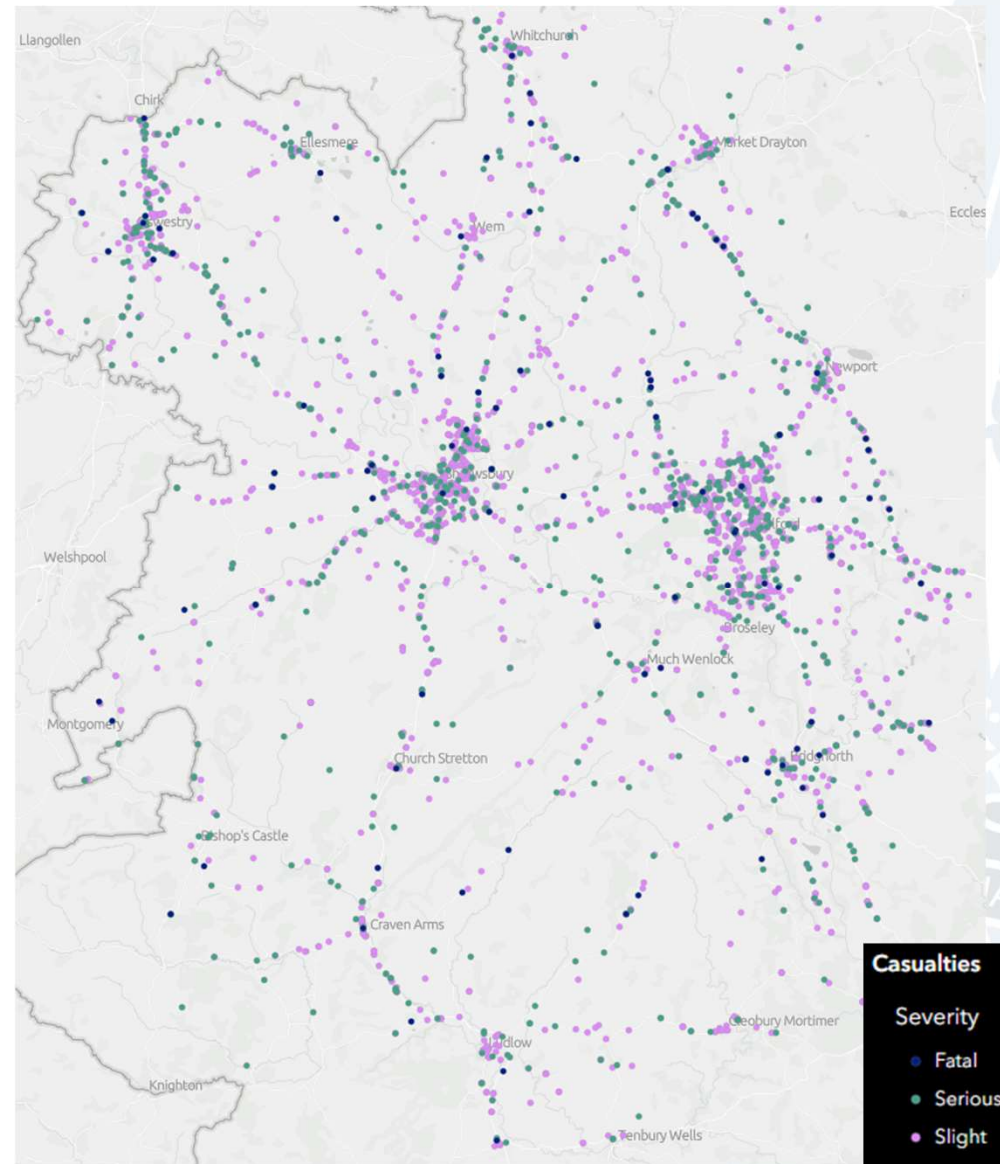 Llangollen
Whitchurch
Chirk
Ellesmere
Market Drayton
Eccles
Wem
Newport
Welshpool
Broseley
Much Wenlock
Montgomery
Church Stretton
Bridgnorth
Bishop's Castle
Craven Arms
Cleobury Mortimer
Ludlow
Knighton
Tenbury Wells
Casualties
Severity
Fatal
Serious
Slight